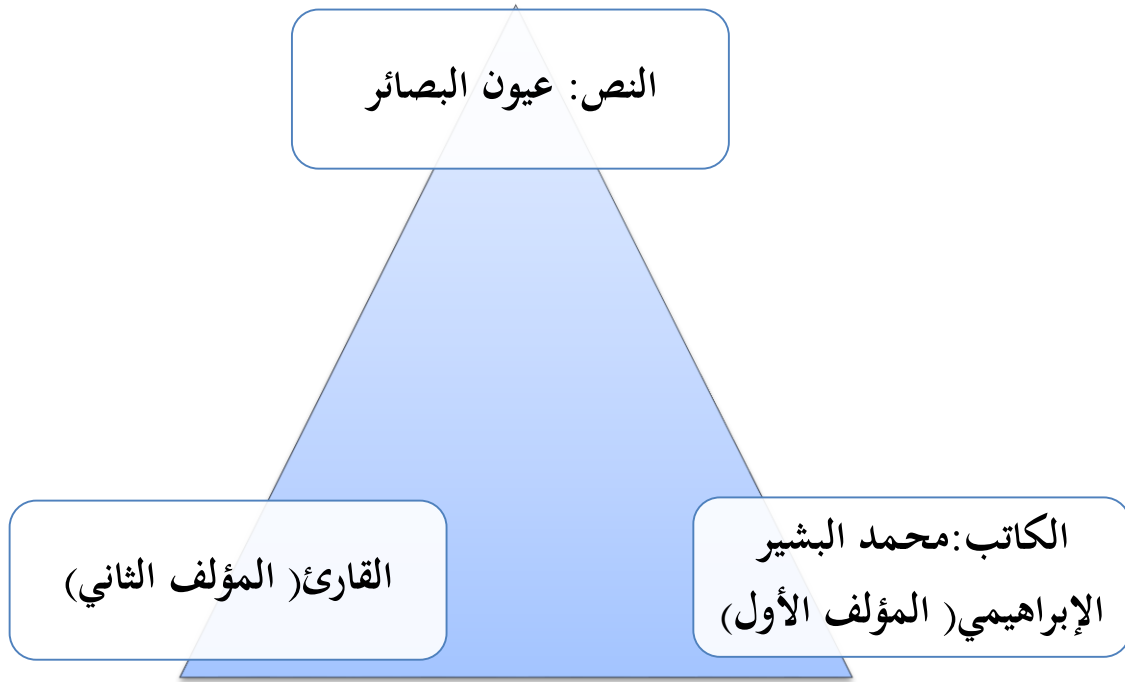 النص: عيون البصائر
الكاتب:محمد البشير
الإبراهيمي( المؤلف الأول)
القارئ( المؤلف الثاني)